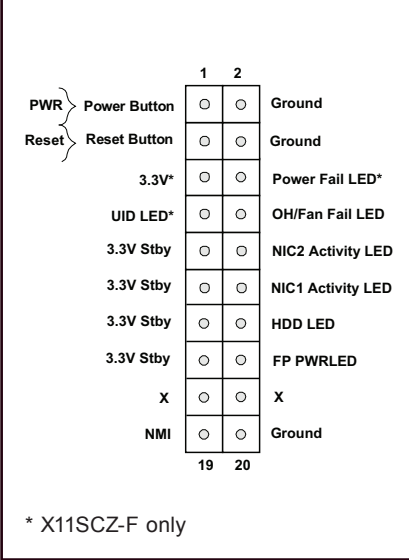 1 2
PWR Power Button Ground
Reset Reset Button Ground
3.3V* Power Fail LED*
UID LED* OH/Fan Fail LED
3.3V Stby NIC2 Activity LED
3.3V Stby NIC1 Activity LED
3.3V Stby HDD LED
3.3V Stby FP PWRLED
X X
NMI Ground
19 20
* X11SCZ-F only